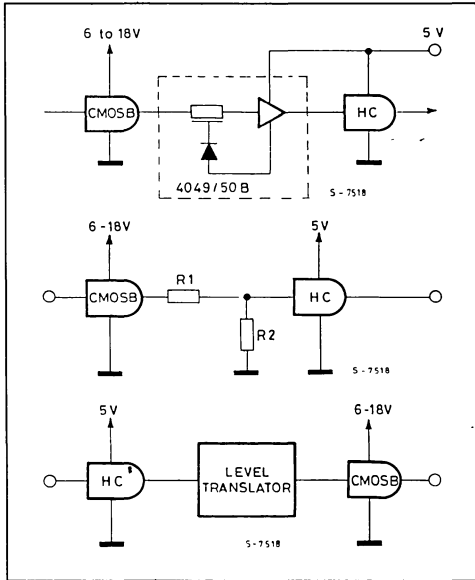 6 to 18V
5 V
CMOSB
HC
4049/50B
S-7518
6-18V
5V
CMOSB
R1
HC
R2
S-7518
5V
6-18V
HC
LEVEL
TRANSLATOR
CMOSB
S-7518